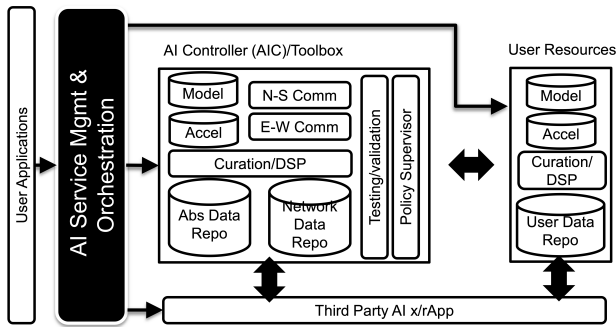 User Applications
AI Service Mgmt &
Orchestration
AI Controller (AIC)/Toolbox
Model
N-S Comm
Accel
E-W Comm
Curation/DSP
Abs Data
Repo
Network
Data
Repo
Testing/validation
Policy Supervisor
User Resources
Model
Accel
Curation/
DSP
User Data
Repo
Third Party AI x/rApp